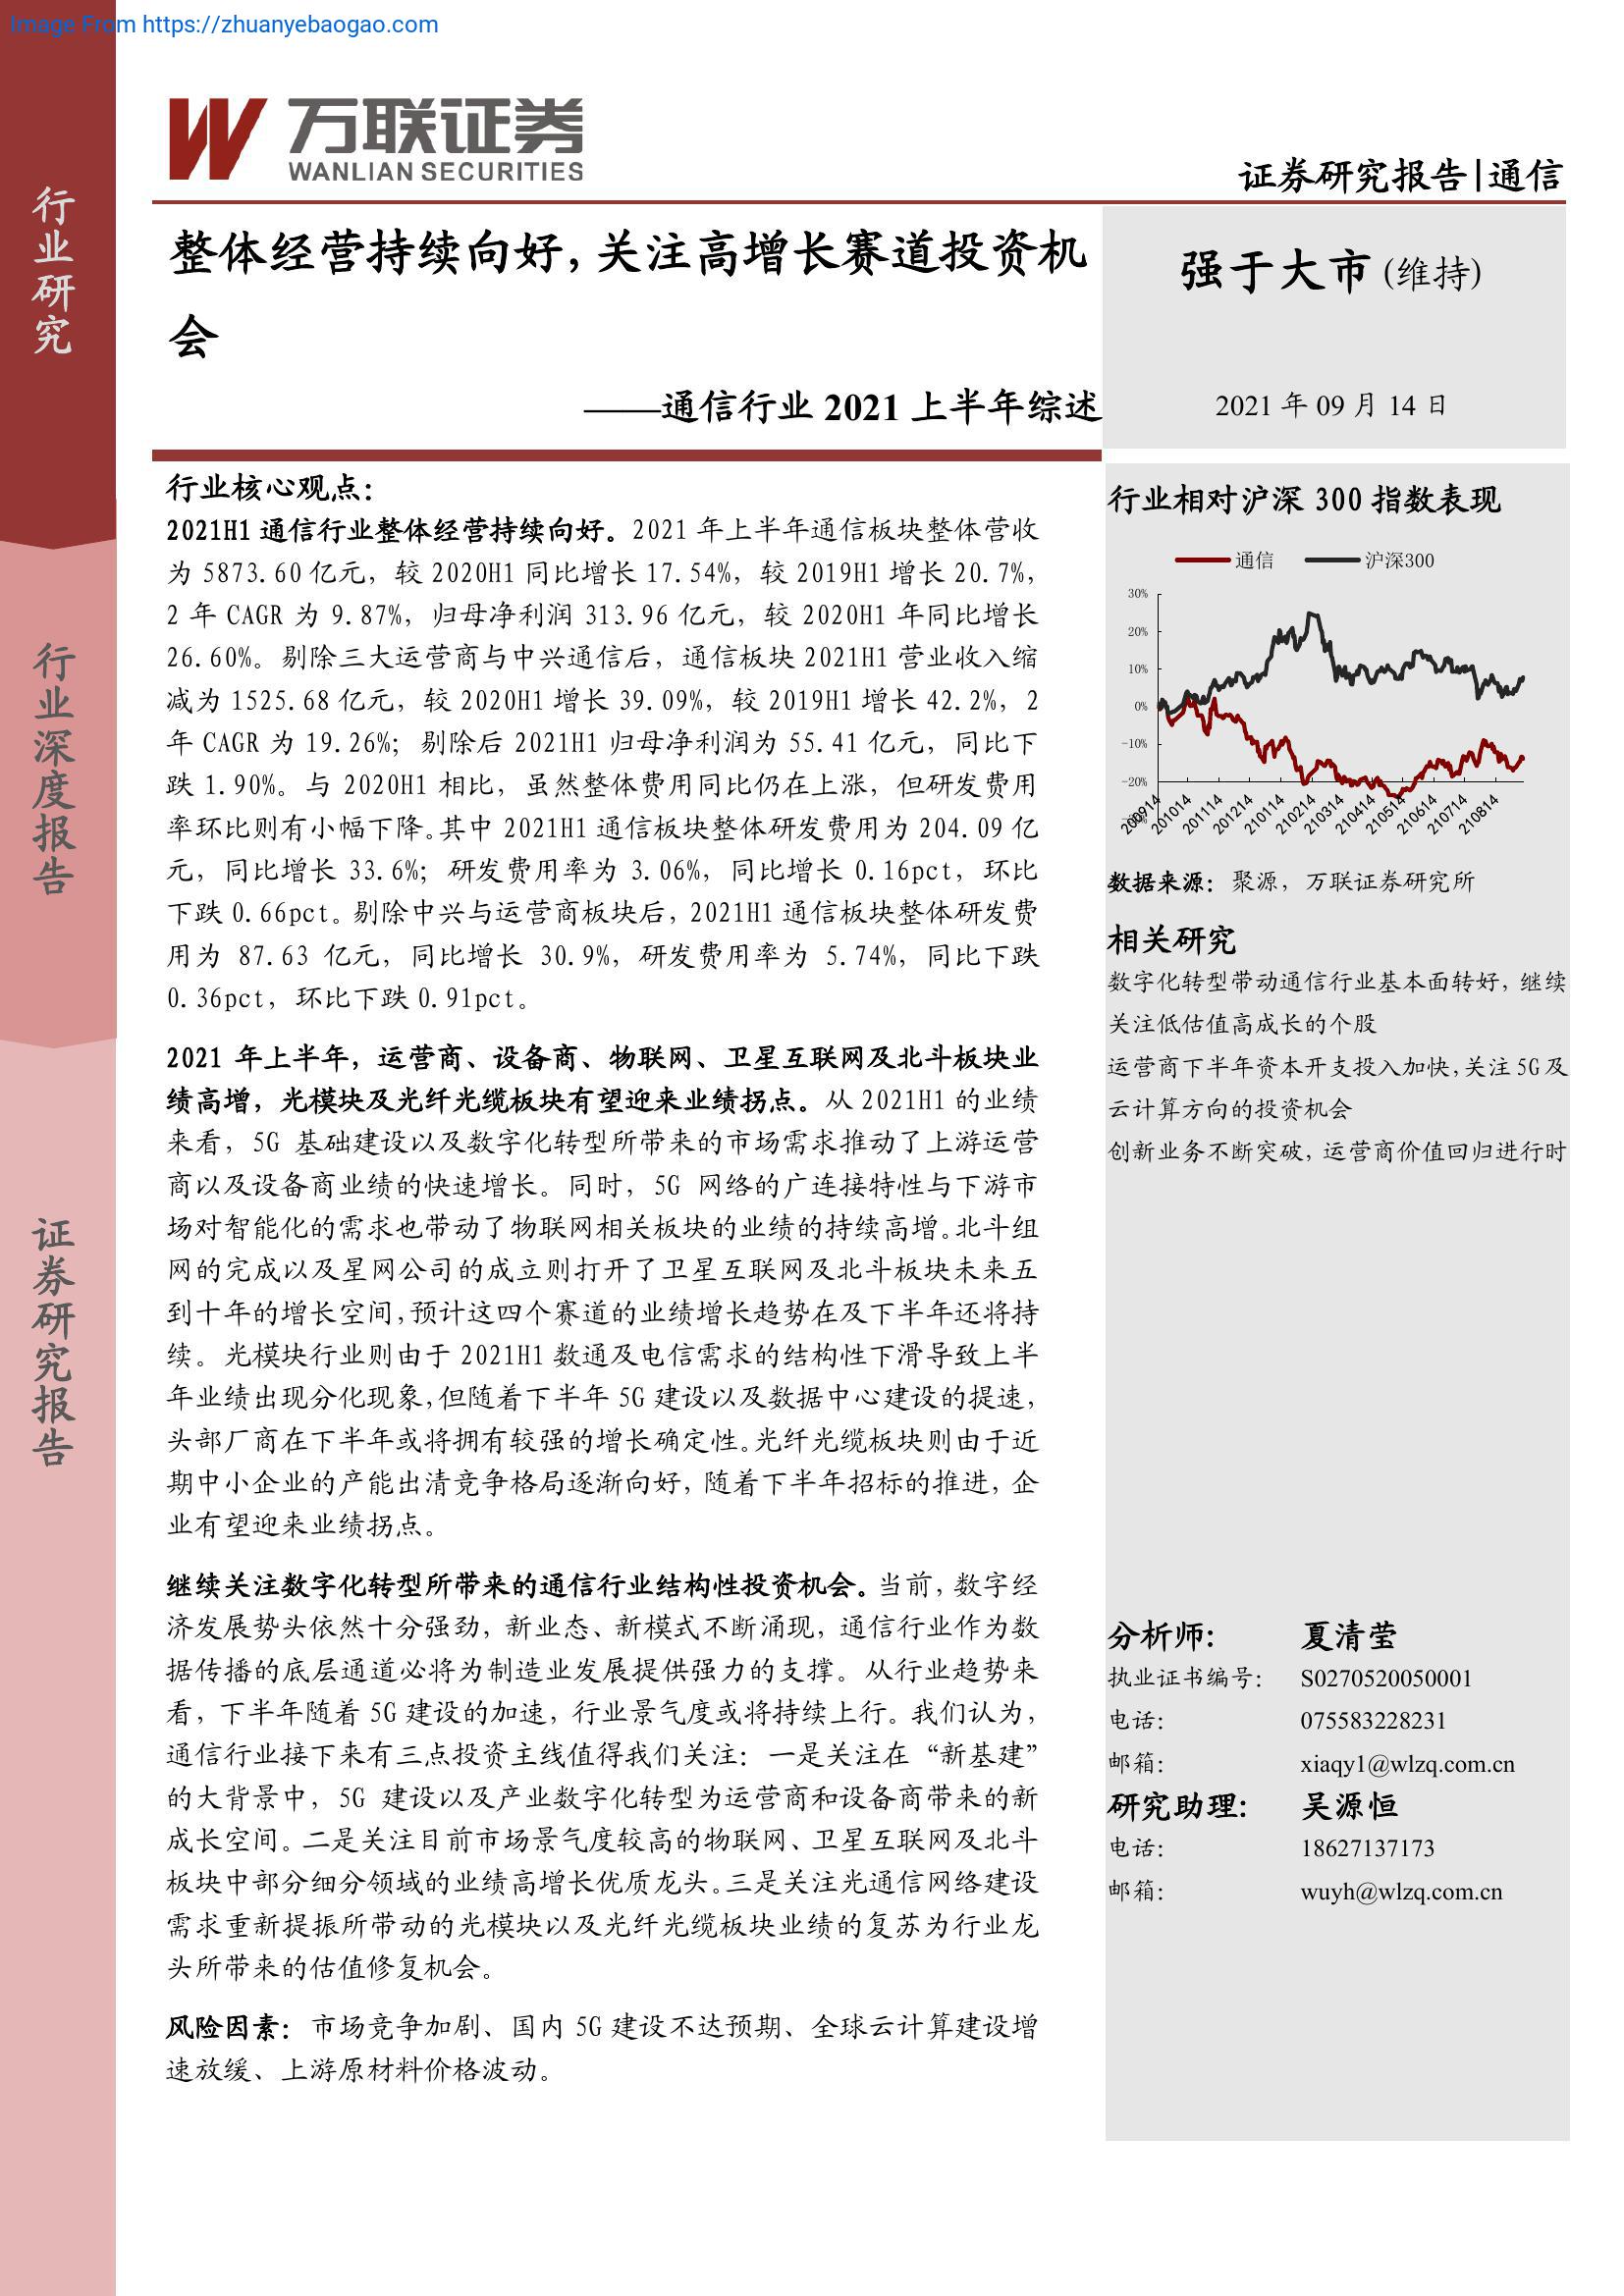 Image From https://zhuanyebaogao.com
万联证券
WANLIAN SECURITIES
证券研究报告|通信
行业研究
行业深度报告
证券研究报告
整体经营持续向好，关注高增长赛道投资机
会
——通信行业 2021 上半年综述
强于大市(维持)
2021 年 09 月 14 日
行业核心观点：
2021H1 通信行业整体经营持续向好。2021 年上半年通信板块整体营收
为 5873.60 亿元，较 2020H1 同比增长 17.54%，较 2019H1 增长 20.7%，
2 年 CAGR 为 9.87%，归母净利润 313.96 亿元，较 2020H1 年同比增长
26.60%。剔除三大运营商与中兴通信后，通信板块 2021H1 营业收入缩
减为 1525.68 亿元，较 2020H1 增长 39.09%，较 2019H1 增长 42.2%，2
年 CAGR 为 19.26%；剔除后 2021H1 归母净利润为 55.41 亿元，同比下
跌 1.90%。与 2020H1 相比，虽然整体费用同比仍在上涨，但研发费用
率环比则有小幅下降。其中 2021H1 通信板块整体研发费用为 204.09 亿
元，同比增长 33.6%；研发费用率为 3.06%，同比增长 0.16pct，环比
下跌 0.66pct。剔除中兴与运营商板块后，2021H1 通信板块整体研发费
用为 87.63 亿元，同比增长 30.9%，研发费用率为 5.74%，同比下跌
0.36pct，环比下跌 0.91pct。
2021 年上半年，运营商、设备商、物联网、卫星互联网及北斗板块业
绩高增，光模块及光纤光缆板块有望迎来业绩拐点。从 2021H1 的业绩
来看，5G 基础建设以及数字化转型所带来的市场需求推动了上游运营
商以及设备商业绩的快速增长。同时，5G 网络的广连接特性与下游市
场对智能化的需求也带动了物联网相关板块的业绩的持续高增。北斗组
网的完成以及星网公司的成立则打开了卫星互联网及北斗板块未来五
到十年的增长空间，预计这四个赛道的业绩增长趋势在及下半年还将持
续。光模块行业则由于 2021H1 数通及电信需求的结构性下滑导致上半
年业绩出现分化现象，但随着下半年 5G 建设以及数据中心建设的提速，
头部厂商在下半年或将拥有较强的增长确定性。光纤光缆板块则由于近
期中小企业的产能出清竞争格局逐渐向好，随着下半年招标的推进，企
业有望迎来业绩拐点。
继续关注数字化转型所带来的通信行业结构性投资机会。当前，数字经
济发展势头依然十分强劲，新业态、新模式不断涌现，通信行业作为数
据传播的底层通道必将为制造业发展提供强力的支撑。从行业趋势来
看，下半年随着 5G 建设的加速，行业景气度或将持续上行。我们认为，
通信行业接下来有三点投资主线值得我们关注：一是关注在“新基建”
的大背景中，5G 建设以及产业数字化转型为运营商和设备商带来的新
成长空间。二是关注目前市场景气度较高的物联网、卫星互联网及北斗
板块中部分细分领域的业绩高增长优质龙头。三是关注光通信网络建设
需求重新提振所带动的光模块以及光纤光缆板块业绩的复苏为行业龙
头所带来的估值修复机会。
风险因素：市场竞争加剧、国内 5G 建设不达预期、全球云计算建设增
速放缓、上游原材料价格波动。
行业相对沪深 300 指数表现
通信 沪深300
30%
20%
10%
0%
-10%
-20%
200914 201014 201114 201214 210114 210214 210314 210414 210514 210614 210714 210814
数据来源：聚源，万联证券研究所
相关研究
数字化转型带动通信行业基本面转好，继续
关注低估值高成长的个股
运营商下半年资本开支投入加快，关注 5G 及
云计算方向的投资机会
创新业务不断突破，运营商价值回归进行时
分析师: 夏清莹
执业证书编号： S0270520050001
电话： 075583228231
邮箱： xiaqy1@wlzq.com.cn
研究助理: 吴源恒
电话： 18627137173
邮箱： wuyh@wlzq.com.cn